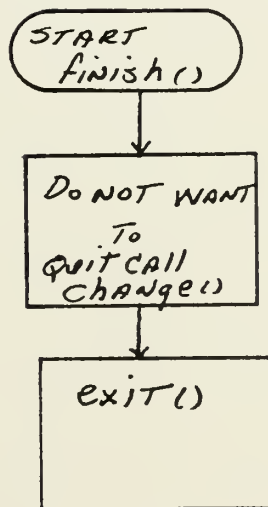 START
finish()
Do NOT WANT
To
Quit CALL
CHANge()
exiT()